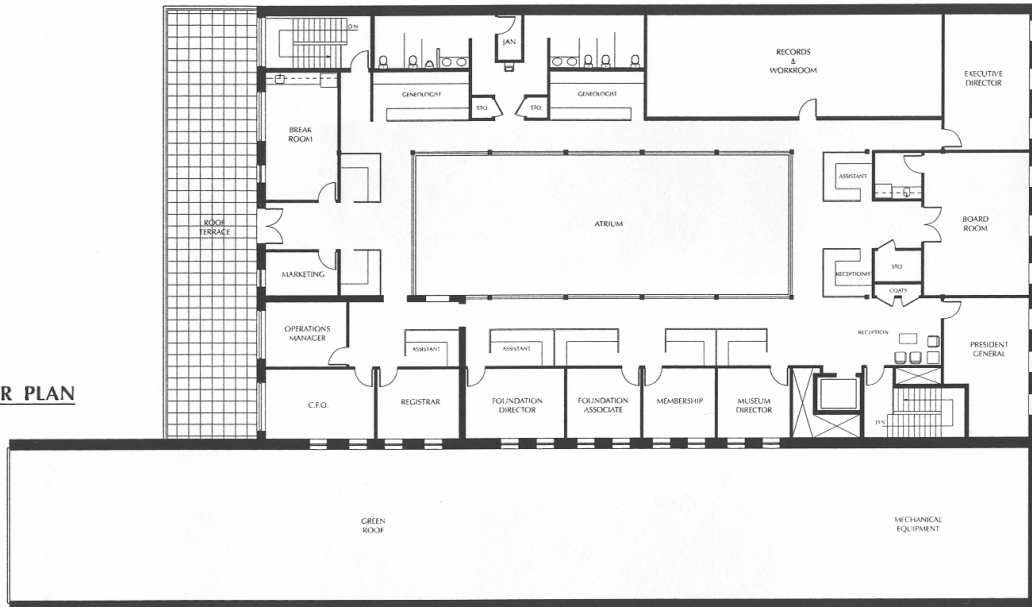 DN
JAN
RECORDS
&
WORKROOM
EXECUTIVE
DIRECTOR
GENEOLOGIST
GENEOLOGIST
STO.
STO.
BREAK
ROOM
ASSISTANT
ROOF
TERRACE
ATRIUM
BOARD
ROOM
MARKETING
RECEPTIONIST
STO.
COATS
OPERATIONS
MANAGER
ASSISTANT
ASSISTANT
RECEPTION
PRESIDENT
GENERAL
R PLAN
C.F.O.
REGISTRAR
FOUNDATION
DIRECTOR
FOUNDATION
ASSOCIATE
MEMBERSHIP
MUSEUM
DIRECTOR
DN
GREEN
ROOF
MECHANICAL
EQUIPMENT